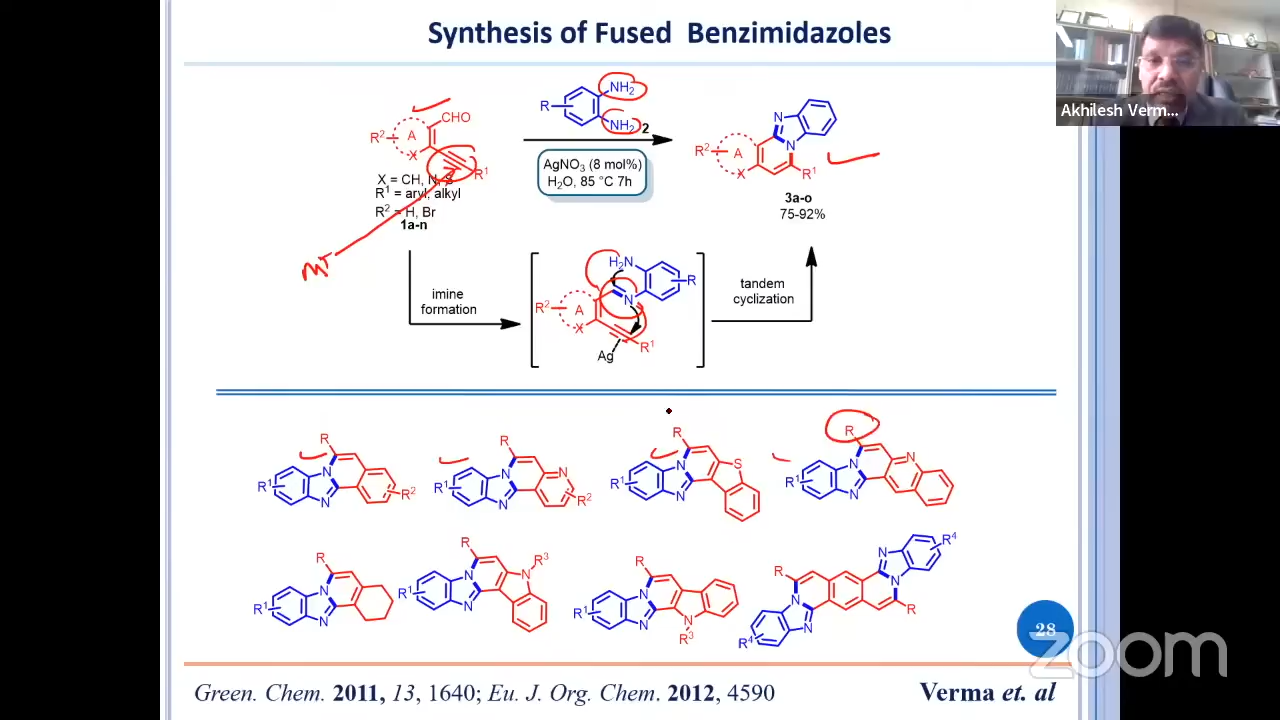 Synthesis of Fused Benzimidazoles
Akhilesh Verm...
CHO
R2
A
X
R1
X = CH, N, S
R1 = aryl, alkyl
R2 = H, Br
1a-n
R
NH2
NH2
2
AgNO3 (8 mol%)
H2O, 85 °C 7h
N
N
R2
A
X
R1
3a-o
75-92%
imine
formation
H2N
R
N
R2
A
X
R1
Ag
tandem
cyclization
R
N
N
R1
R2
R
N
N
N
R1
R2
R
N
N
S
R1
R
N
N
N
R1
R
N
N
R1
R
N
N
N
R3
R1
R
N
N
N
R3
R1
R
N
N
R4
N
N
R
R4
28
zoom
Green. Chem. 2011, 13, 1640; Eu. J. Org. Chem. 2012, 4590
Verma et. al